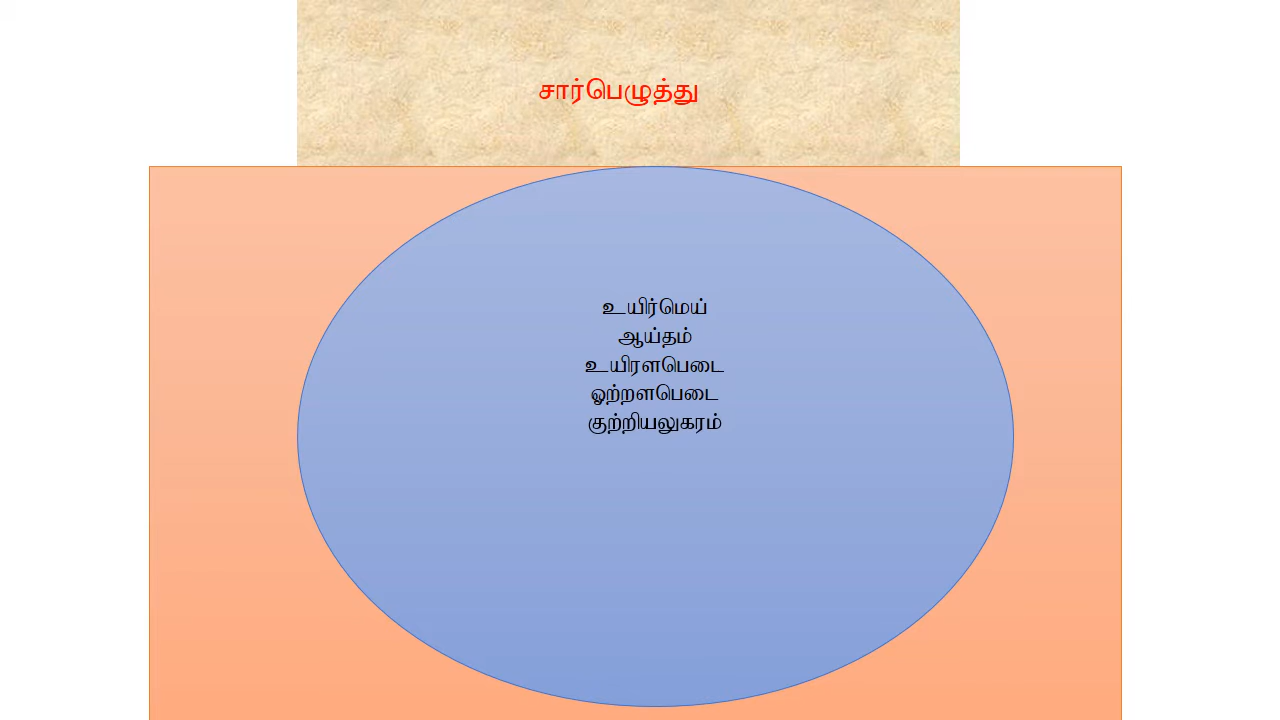 சார்பெழுத்து
உயிர்மெய்
ஆய்தம்
உயிரளபெடை
ஓற்றளபெடை
குற்றியலுகரம்